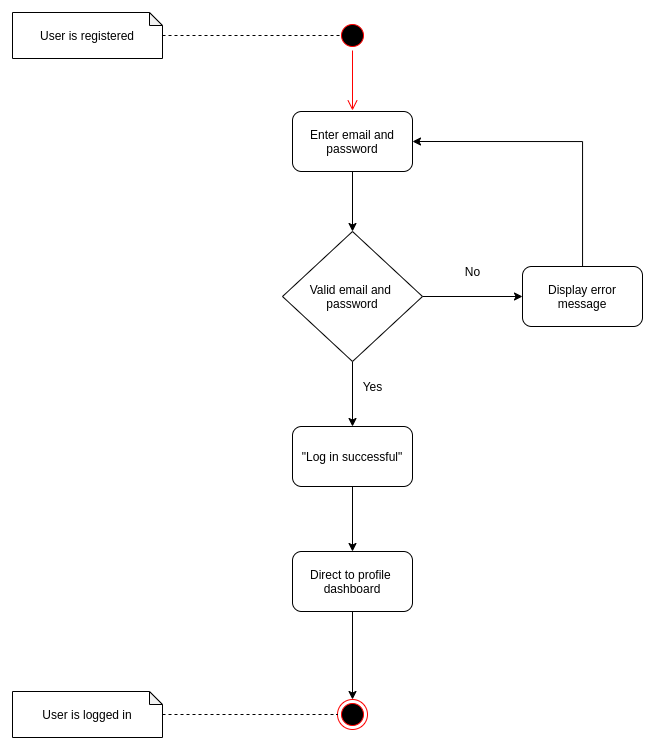 User is registered
Enter email and
password
Valid email and
password
No
Display error
message
Yes
"Log in successful"
Direct to profile
dashboard
User is logged in